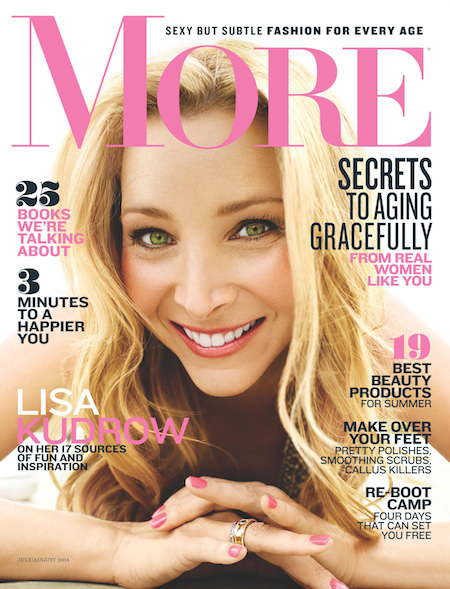 SEXY BUT SUBTLE FASHION FOR EVERY AGE
MORE
25
BOOKS
WE'RE
TALKING
ABOUT
3
MINUTES
TO A
HAPPIER
YOU
LISA
KUDROW
ON HER 17 SOURCES
OF FUN AND
INSPIRATION
SECRETS
TO AGING
GRACEFULLY
FROM REAL
WOMEN
LIKE YOU
19
BEST
BEAUTY
PRODUCTS
FOR SUMMER
MAKE OVER
YOUR FEET
PRETTY POLISHES,
SMOOTHING SCRUBS,
CALLUS KILLERS
RE-BOOT
CAMP
FOUR DAYS
THAT CAN SET
YOU FREE
JULY/AUGUST 2014